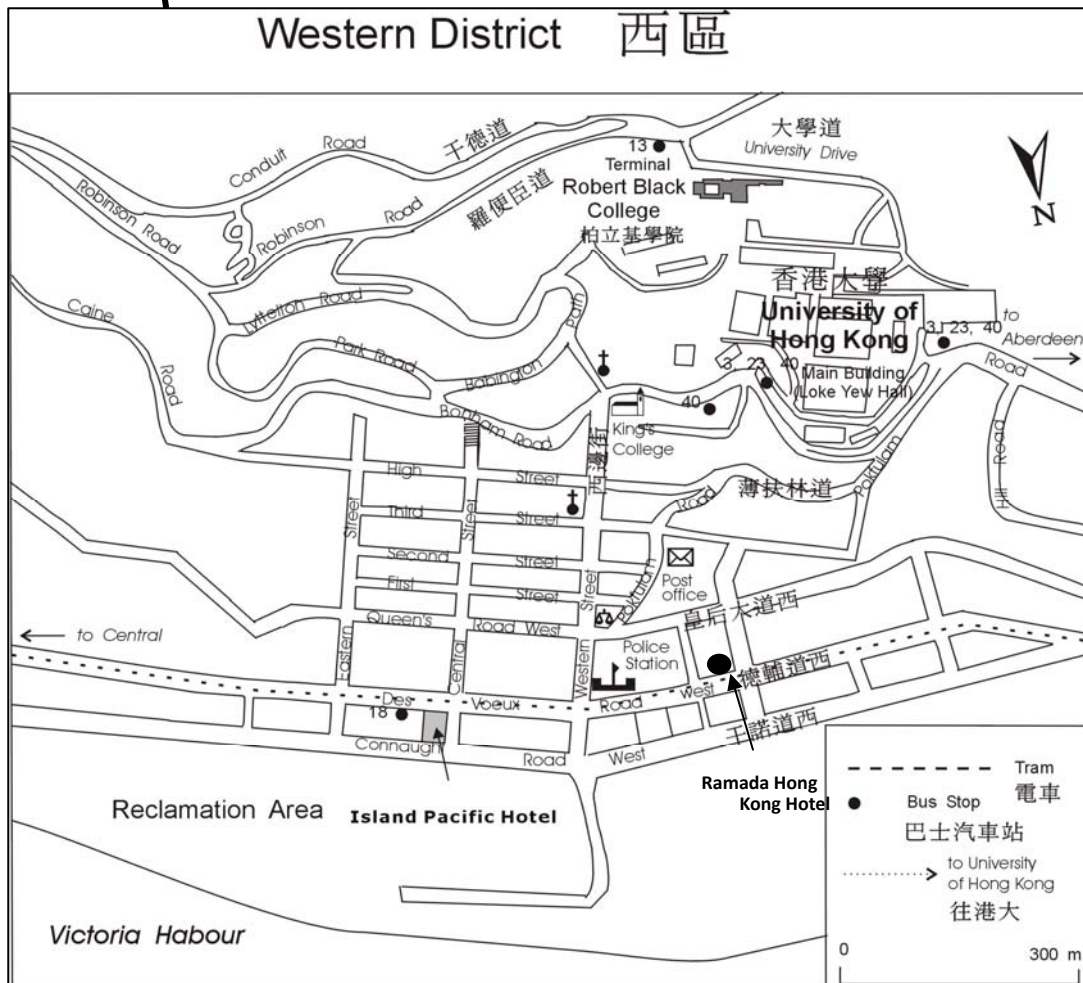 Western District 西區
大學道
University Drive
13
Terminal
Robert Black
College
柏立基學院
干德道
Conduit Road
羅便臣道
Robinson Road
Robinson Road
N
香港大學
University of
Hong Kong
3, 23, 40
to
Aberdeen
Lyttelton Road
Caine Road
Park Road
Babington Path
3, 23, 40
Main Building
(Loke Yew Hall)
Road
Bonham Road
40
King's
College
西邊街
High Street
薄扶林道
Pokfulam Road
Pokfulam
Hill Road
Third Street
Second Street
First Street
Post
office
Queen's Road West
皇后大道西
to Central
Eastern Street
Central Street
Western Street
Police
Station
德輔道西
Des Voeux Road west
18
干諾道西
Connaught Road West
Ramada Hong
Kong Hotel
Reclamation Area
Island Pacific Hotel
Tram
電車
Bus Stop
巴士汽車站
to University
of Hong Kong
往港大
Victoria Habour
0 300 m